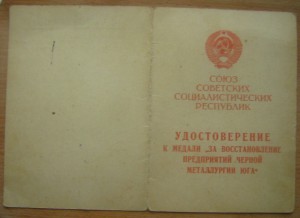 СОЮЗ
СОВЕТСКИХ
СОЦИАЛИСТИЧЕСКИХ
РЕСПУБЛИК
УДОСТОВЕРЕНИЕ
К МЕДАЛИ „ЗА ВОССТАНОВЛЕНИЕ
ПРЕДПРИЯТИЙ ЧЕРНОЙ
МЕТАЛЛУРГИИ ЮГА“